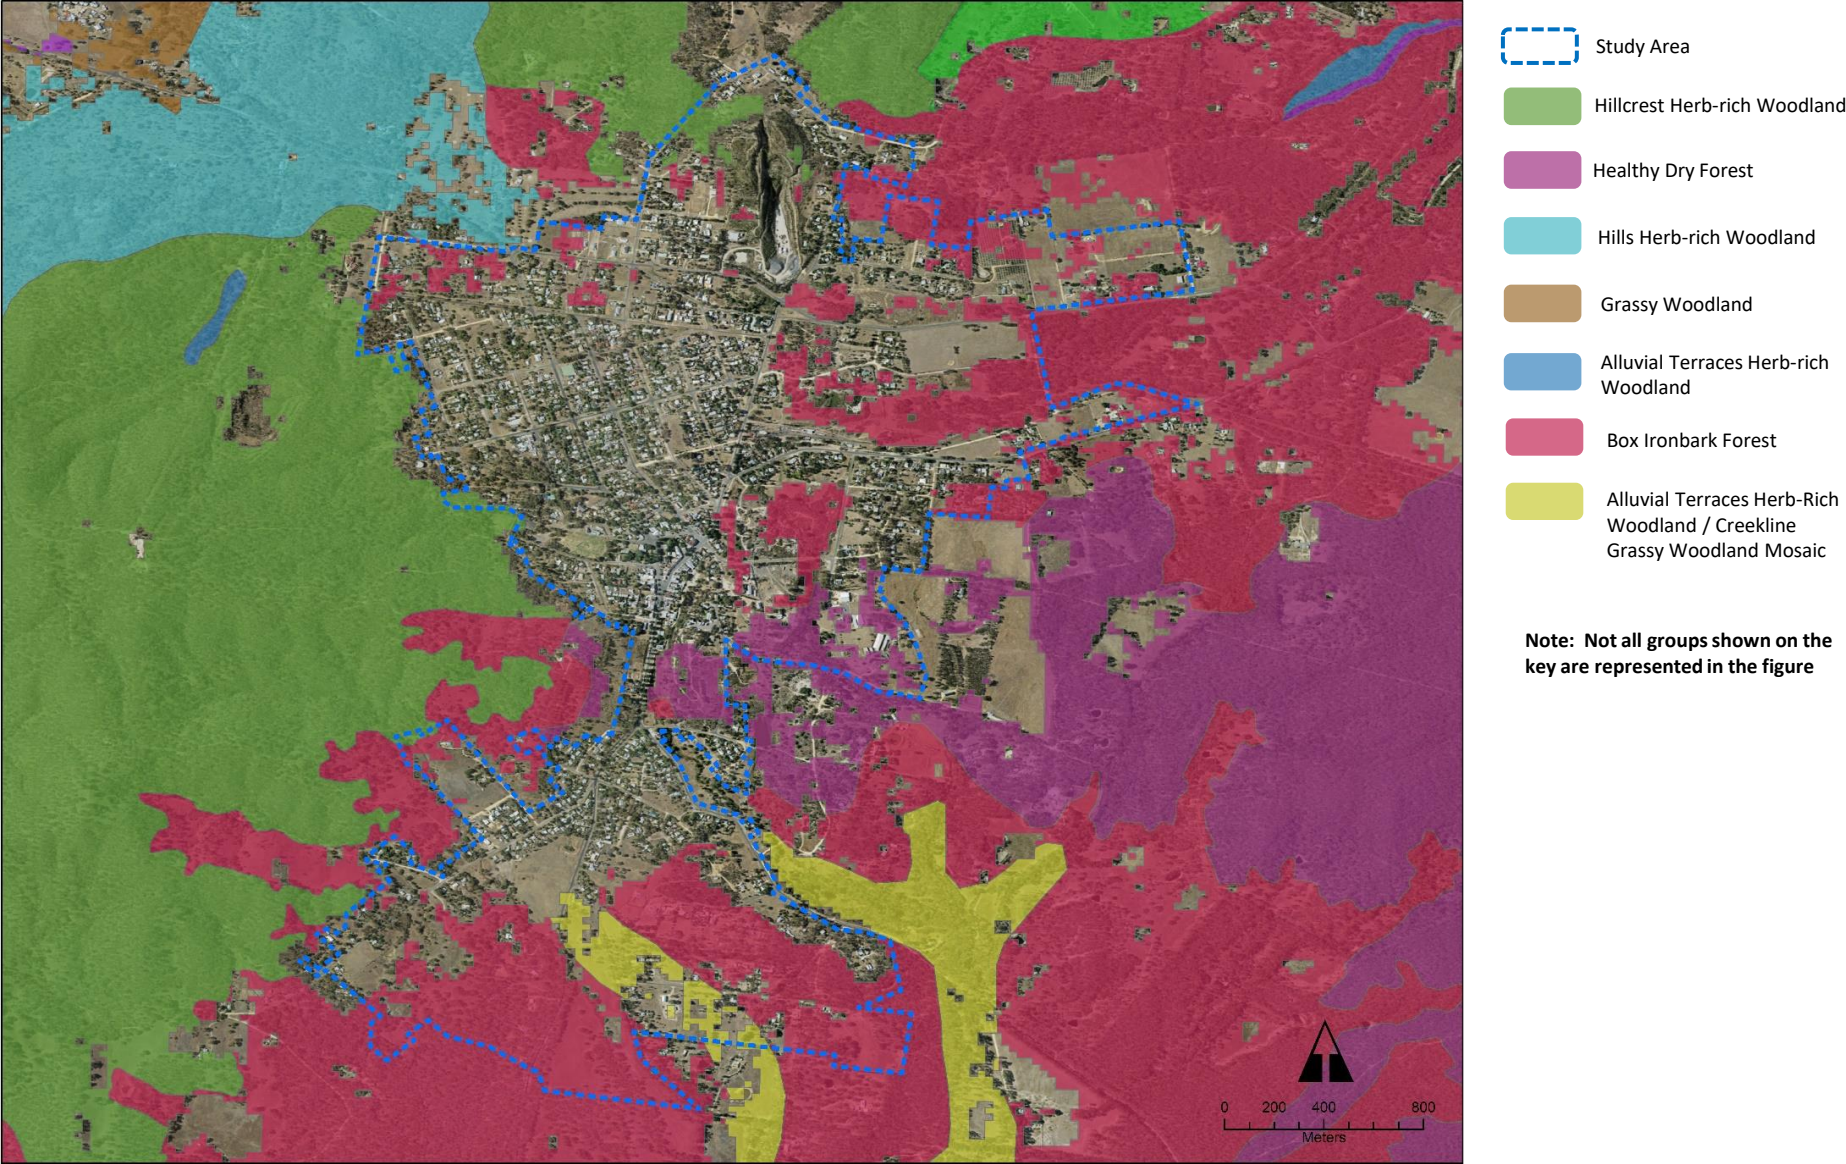 Study Area
Hillcrest Herb-rich Woodland
Healthy Dry Forest
Hills Herb-rich Woodland
Grassy Woodland
Alluvial Terraces Herb-rich
Woodland
Box Ironbark Forest
Alluvial Terraces Herb-Rich
Woodland / Creekline
Grassy Woodland Mosaic
Note: Not all groups shown on the
key are represented in the figure
0 200 400 800
Meters